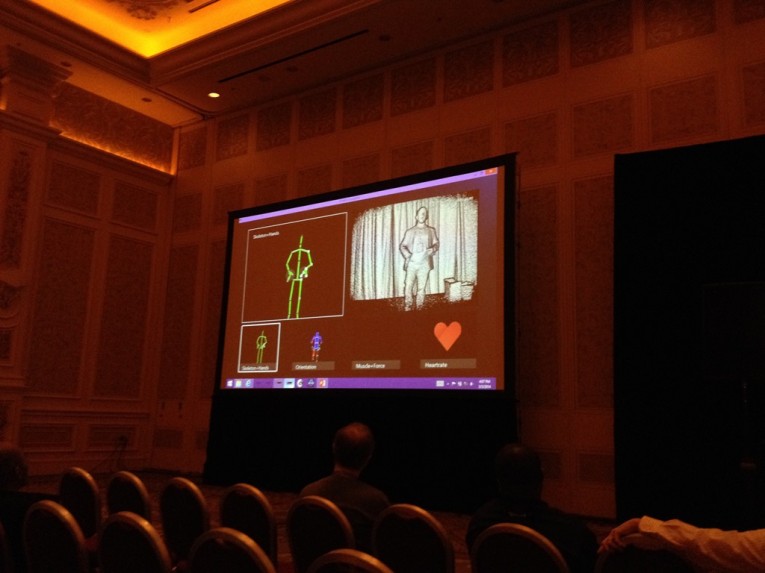 Skeleton+Hands
Skeleton+Hands
Orientation
Muscle+Force
Heartrate